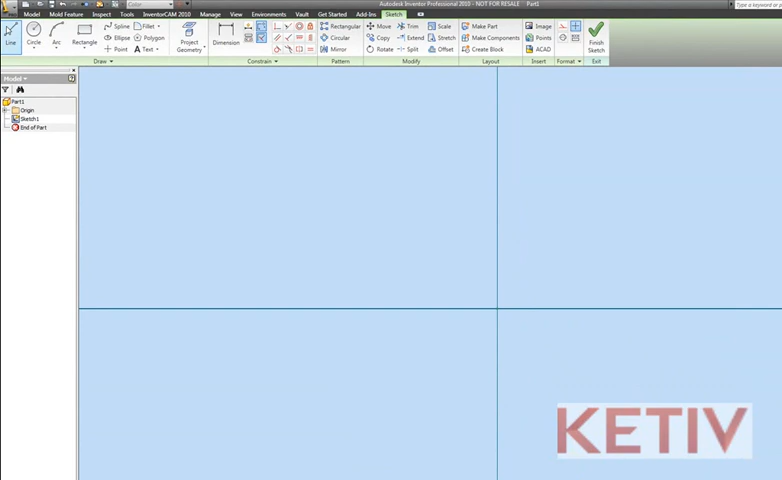 Color
Autodesk Inventor Professional 2010 - NOT FOR RESALE Part1
Type a keyword or
Model Mold Feature Inspect Tools InventorCAM 2010 Manage View Environments Vault Get Started Add-Ins Sketch
Line Circle Arc Rectangle
Spline Fillet
Ellipse Polygon
Point Text
Project Geometry
Dimension
Rectangular
Circular
Mirror
Move Trim Scale
Copy Extend Stretch
Rotate Split Offset
Make Part
Make Components
Create Block
Image
Points
ACAD
Finish Sketch
Draw Constrain Pattern Modify Layout Insert Format Exit
Model
Part1
Origin
Sketch1
End of Part
KETIV